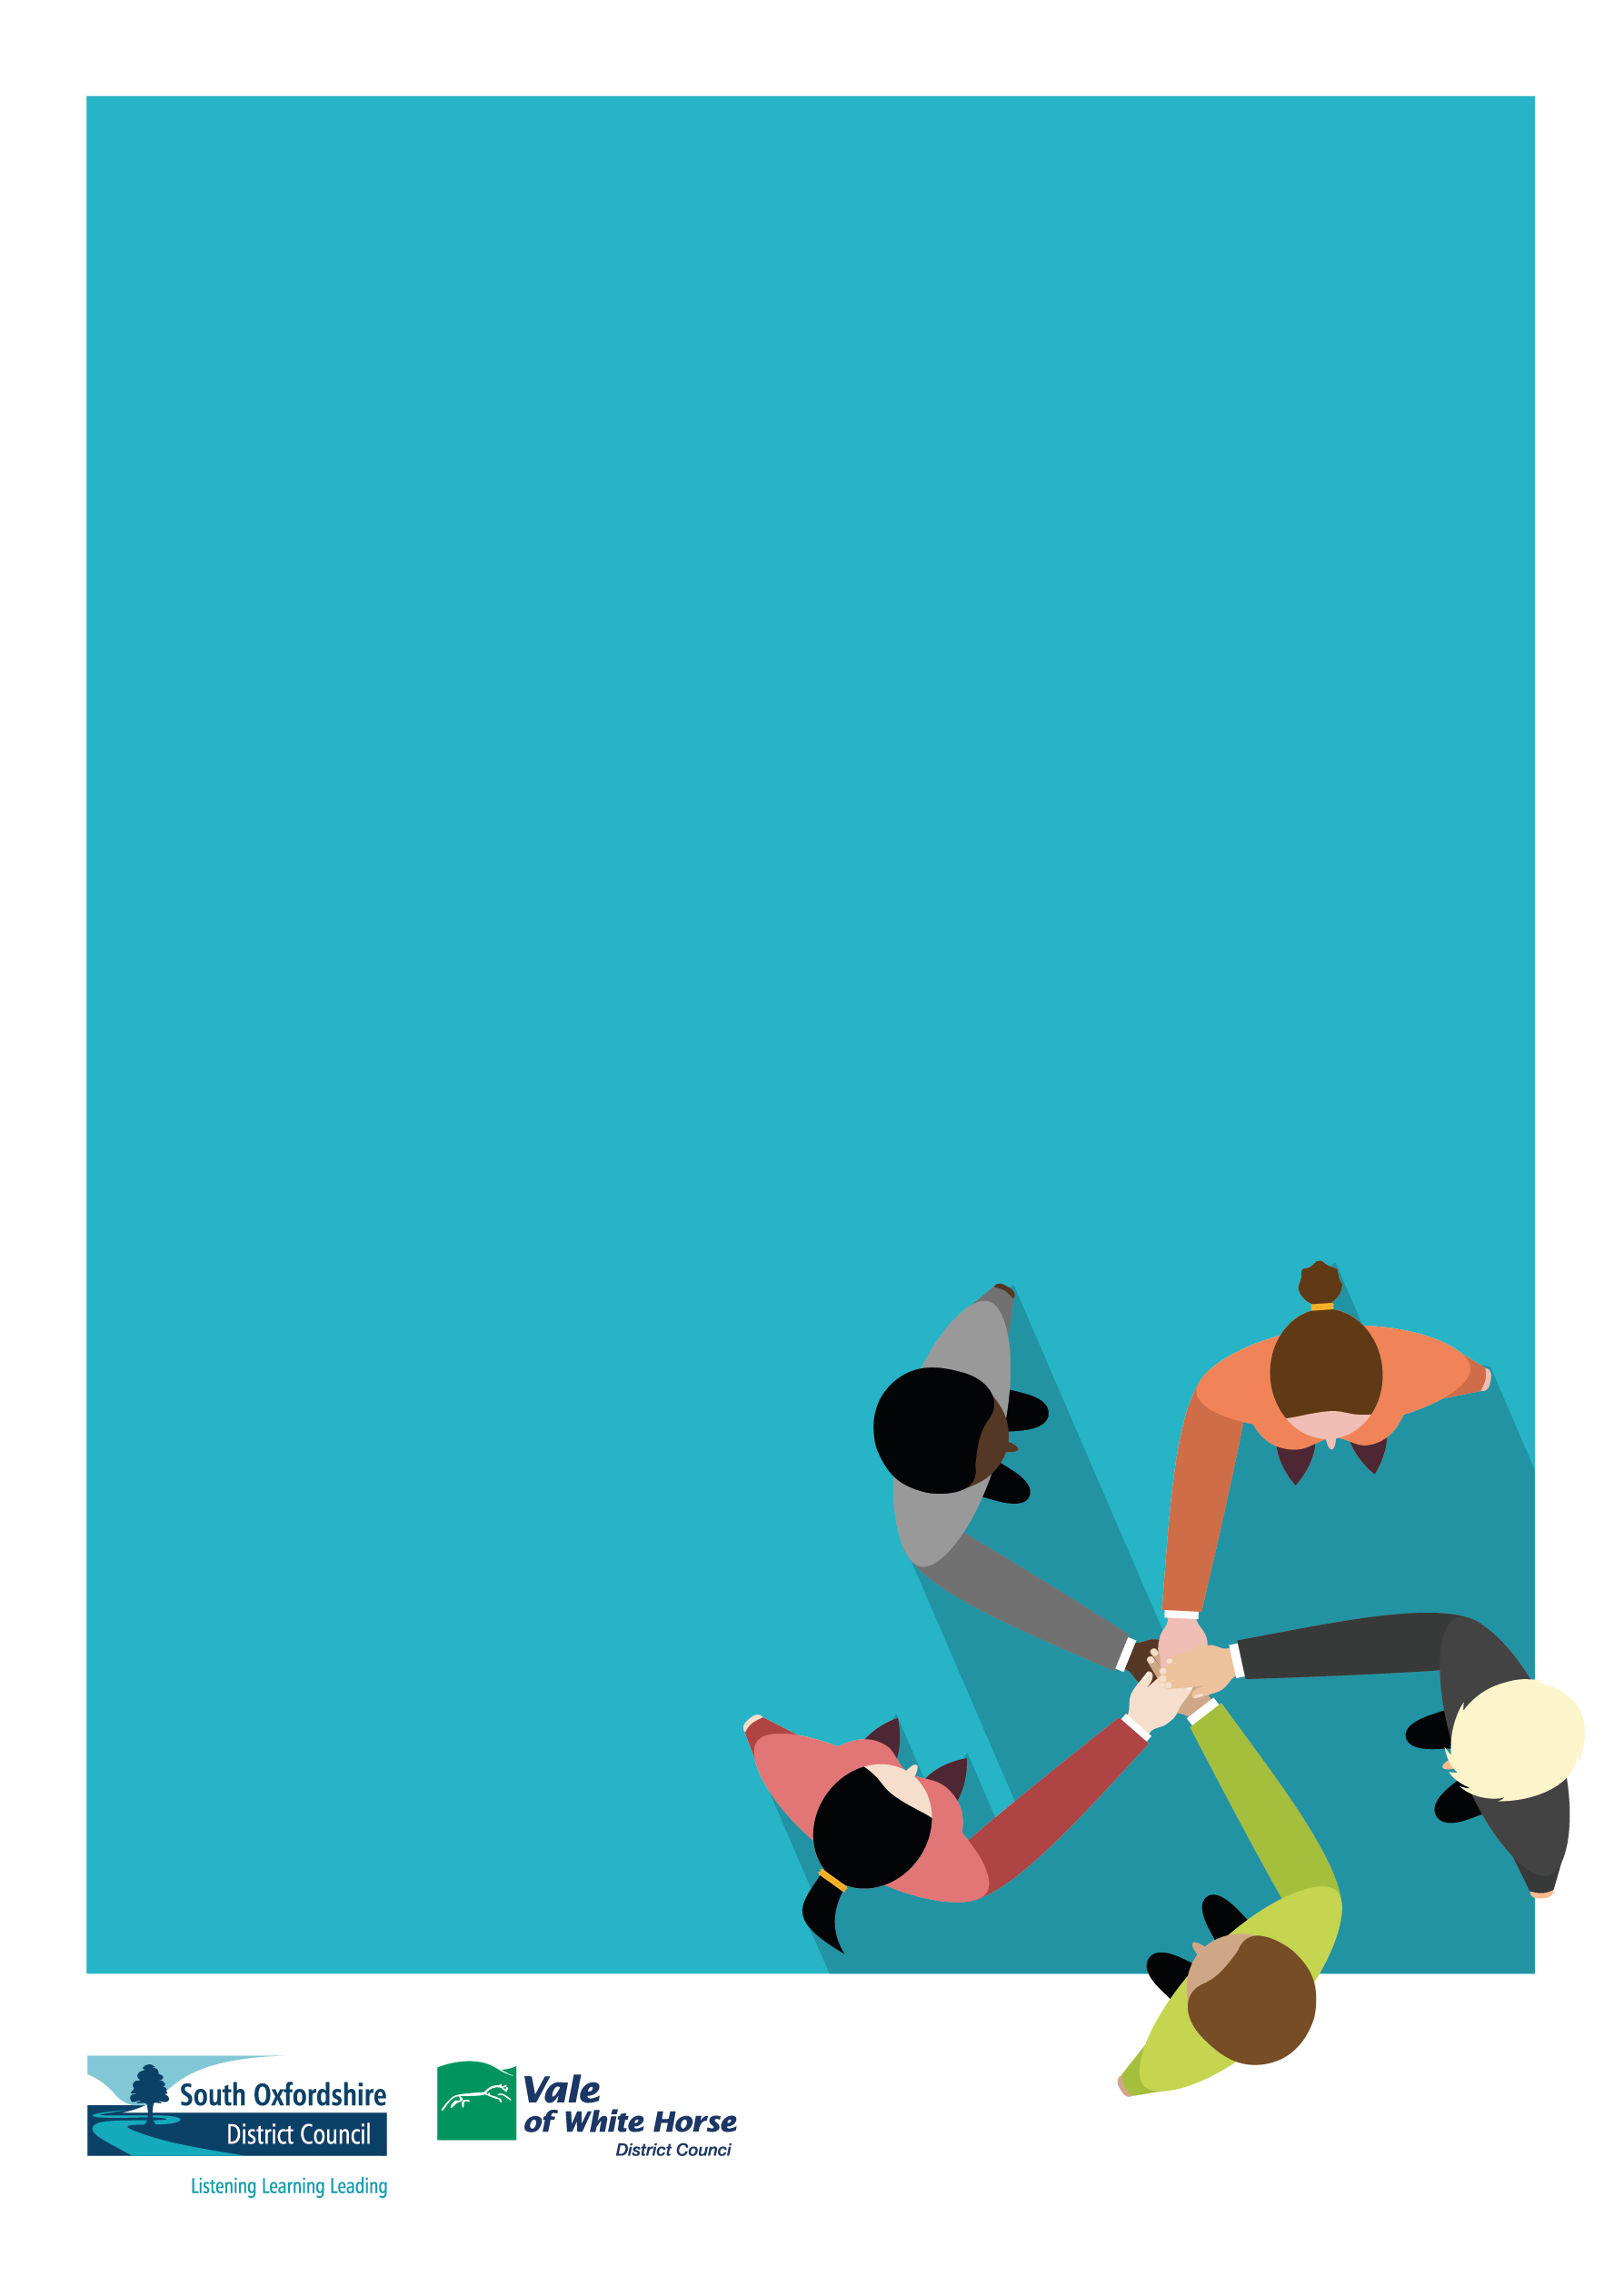 South Oxfordshire
District Council
Listening Learning Leading
Vale
of White Horse
District Counci